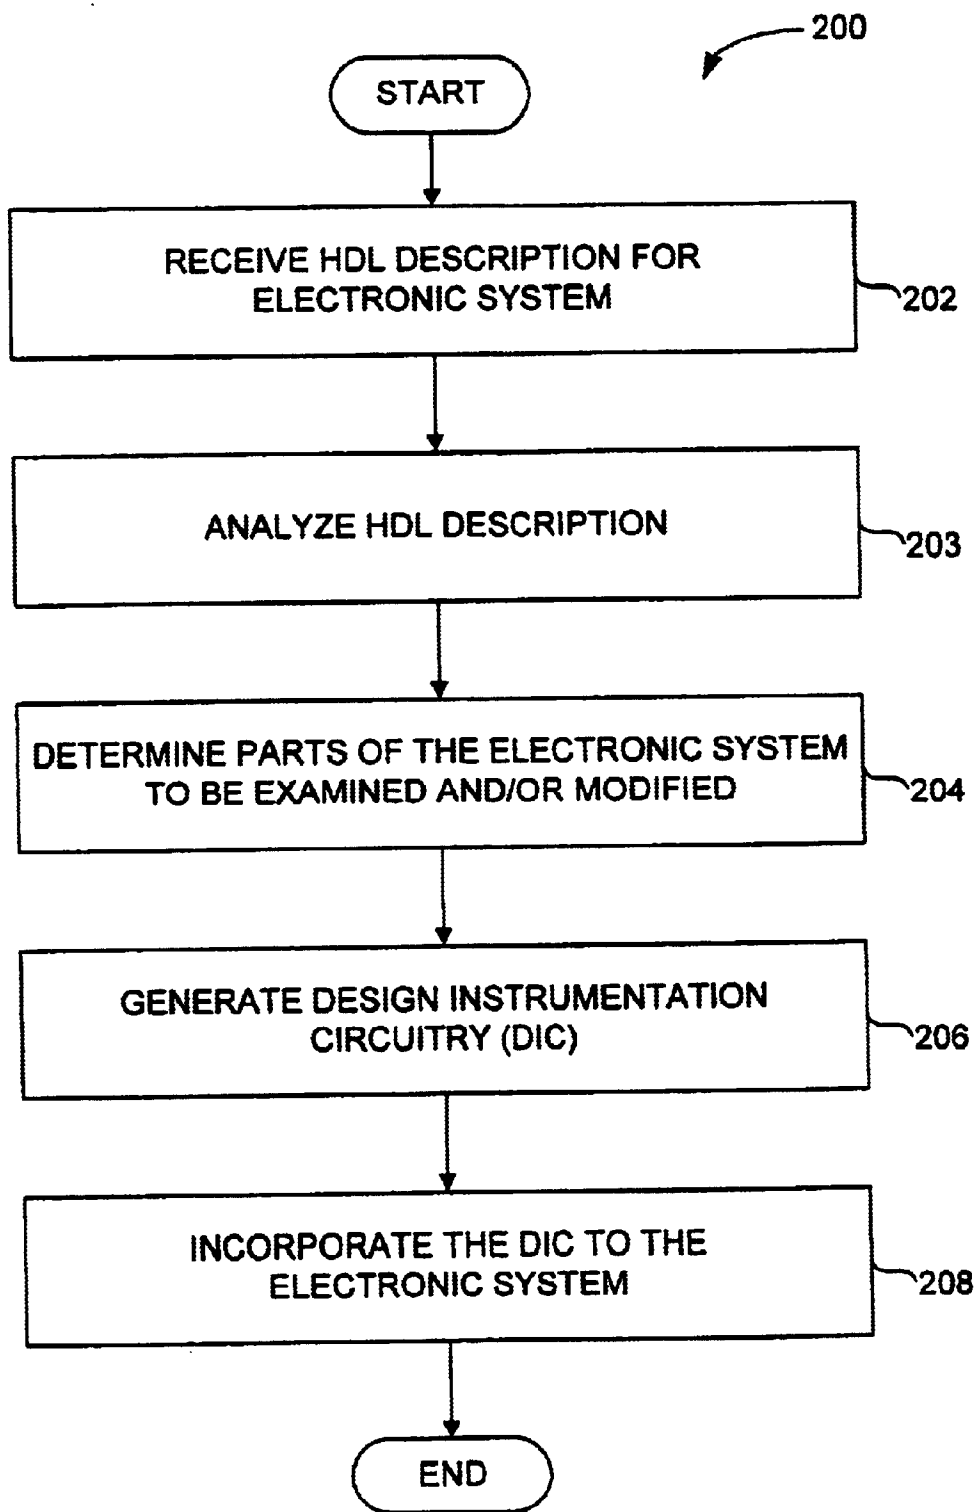 200
START
RECEIVE HDL DESCRIPTION FOR
ELECTRONIC SYSTEM
202
ANALYZE HDL DESCRIPTION
203
DETERMINE PARTS OF THE ELECTRONIC SYSTEM
TO BE EXAMINED AND/OR MODIFIED
204
GENERATE DESIGN INSTRUMENTATION
CIRCUITRY (DIC)
206
INCORPORATE THE DIC TO THE
ELECTRONIC SYSTEM
208
END